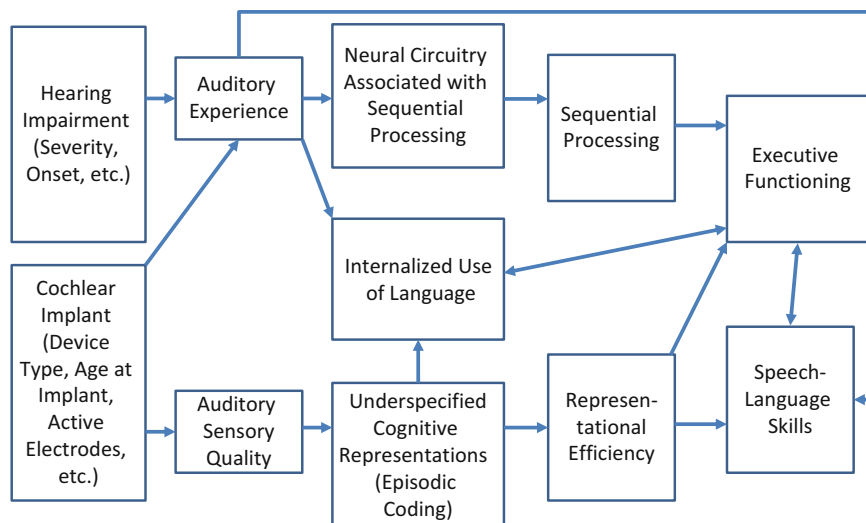 Hearing
Impairment
(Severity,
Onset, etc.)
Auditory
Experience
Neural Circuitry
Associated with
Sequential
Processing
Sequential
Processing
Executive
Functioning
Internalized Use
of Language
Cochlear
Implant
(Device
Type, Age at
Implant,
Active
Electrodes,
etc.)
Auditory
Sensory
Quality
Underspecified
Cognitive
Representations
(Episodic
Coding)
Represen-
tational
Efficiency
Speech-
Language
Skills